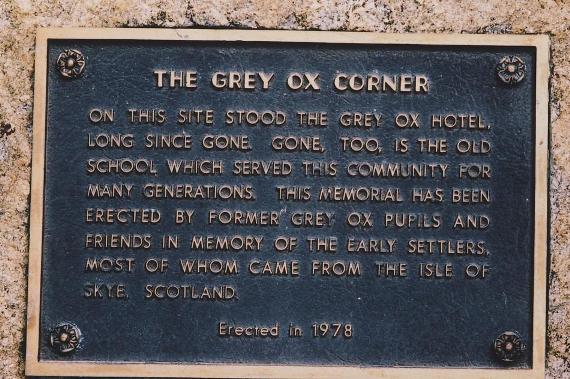 THE GREY OX CORNER
ON THIS SITE STOOD THE GREY OX HOTEL,
LONG SINCE GONE. GONE, TOO, IS THE OLD
SCHOOL WHICH SERVED THIS COMMUNITY FOR
MANY GENERATIONS. THIS MEMORIAL HAS BEEN
ERECTED BY FORMER "GREY OX PUPILS AND
FRIENDS IN MEMORY OF THE EARLY SETTLERS,
MOST OF WHOM CAME FROM THE ISLE OF
SKYE, SCOTLAND.
Erected in 1978